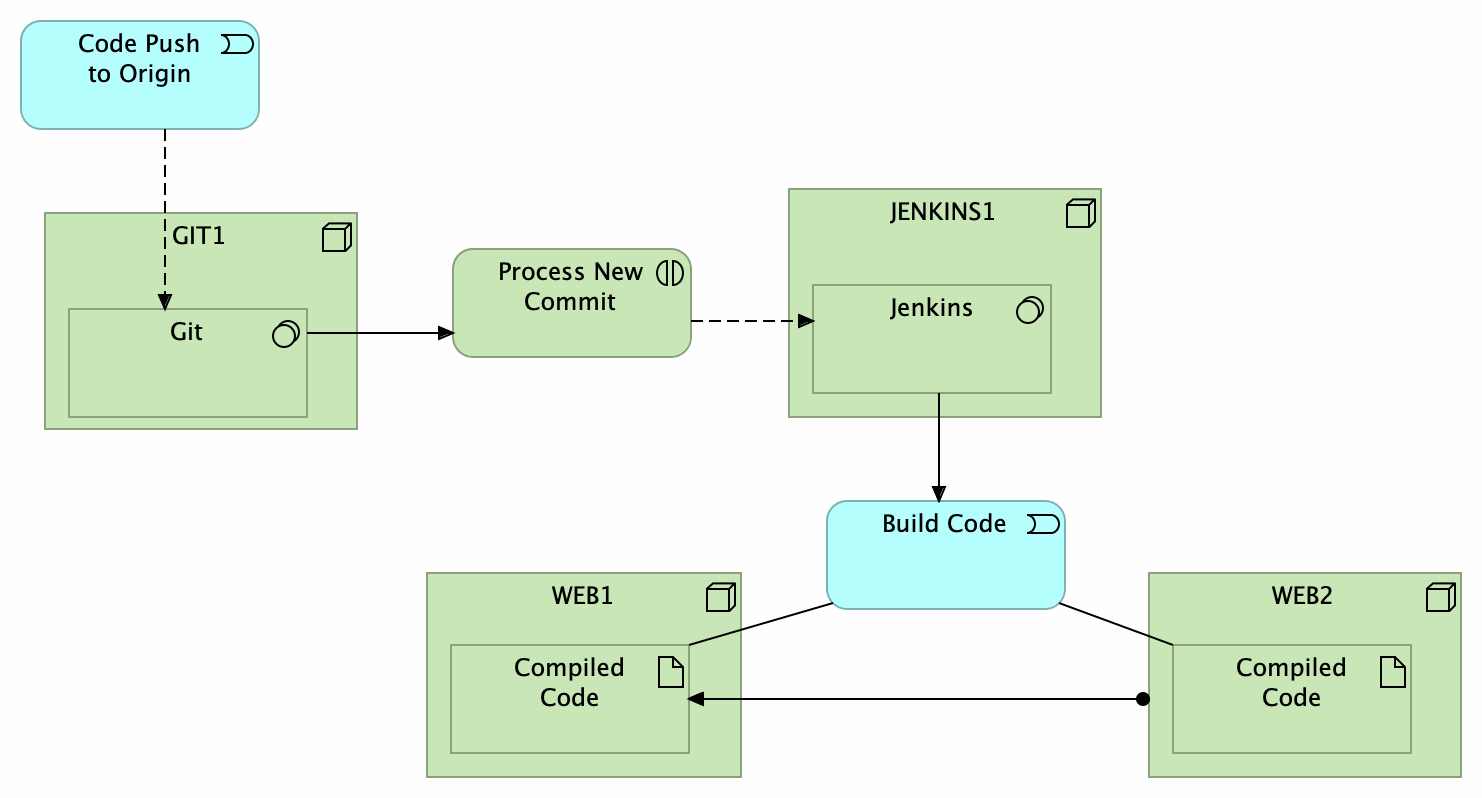 Code Push
to Origin
GIT1
Git
Process New
Commit
JENKINS1
Jenkins
Build Code
WEB1
Compiled
Code
WEB2
Compiled
Code